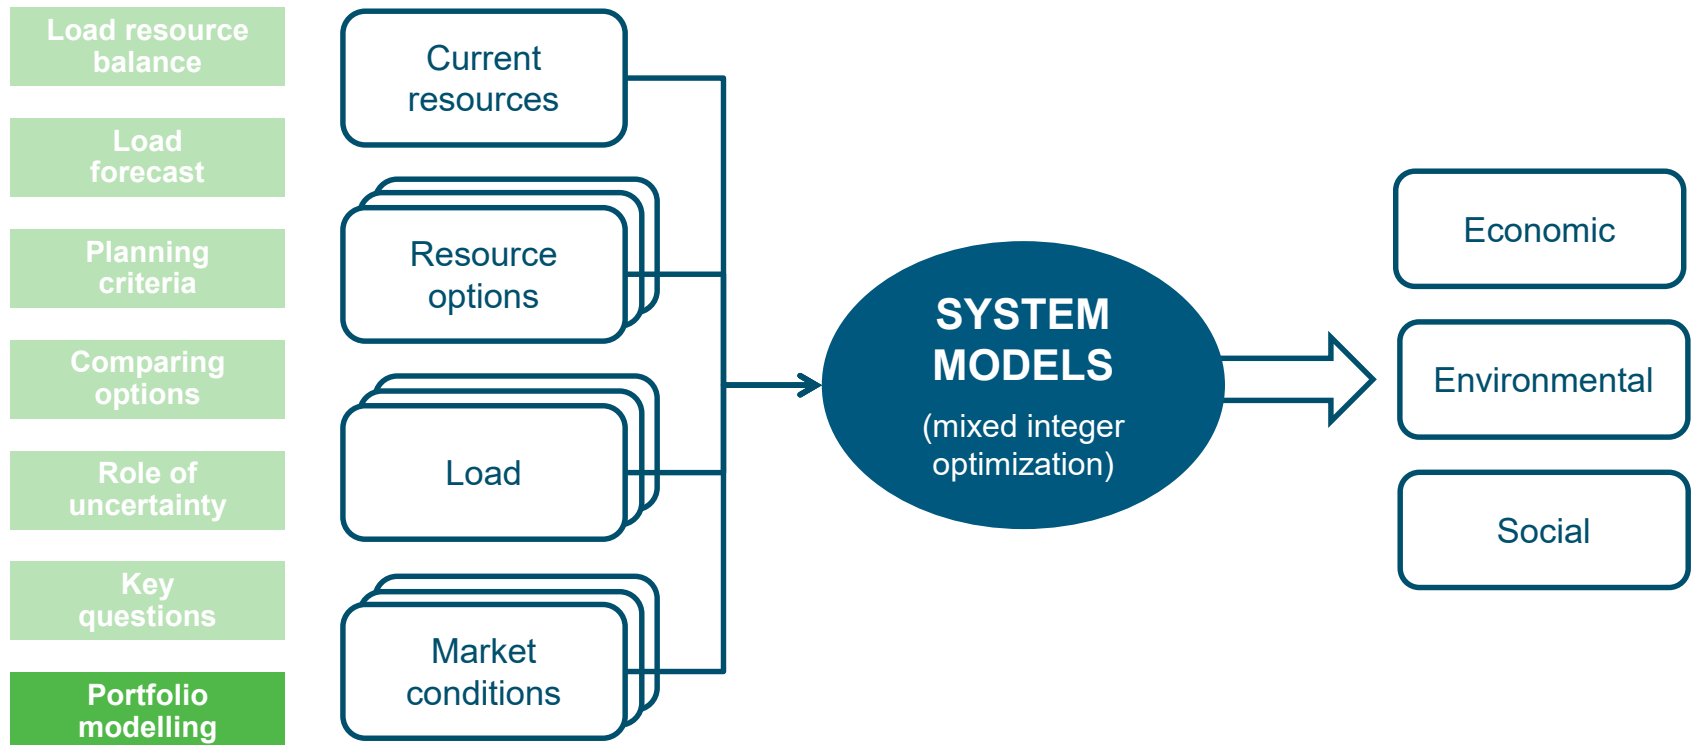 Load resource
balance
Load
forecast
Planning
criteria
Comparing
options
Role of
uncertainty
Key
questions
Portfolio
modelling
Current
resources
Resource
options
Load
Market
conditions
SYSTEM
MODELS
(mixed integer
optimization)
Economic
Environmental
Social